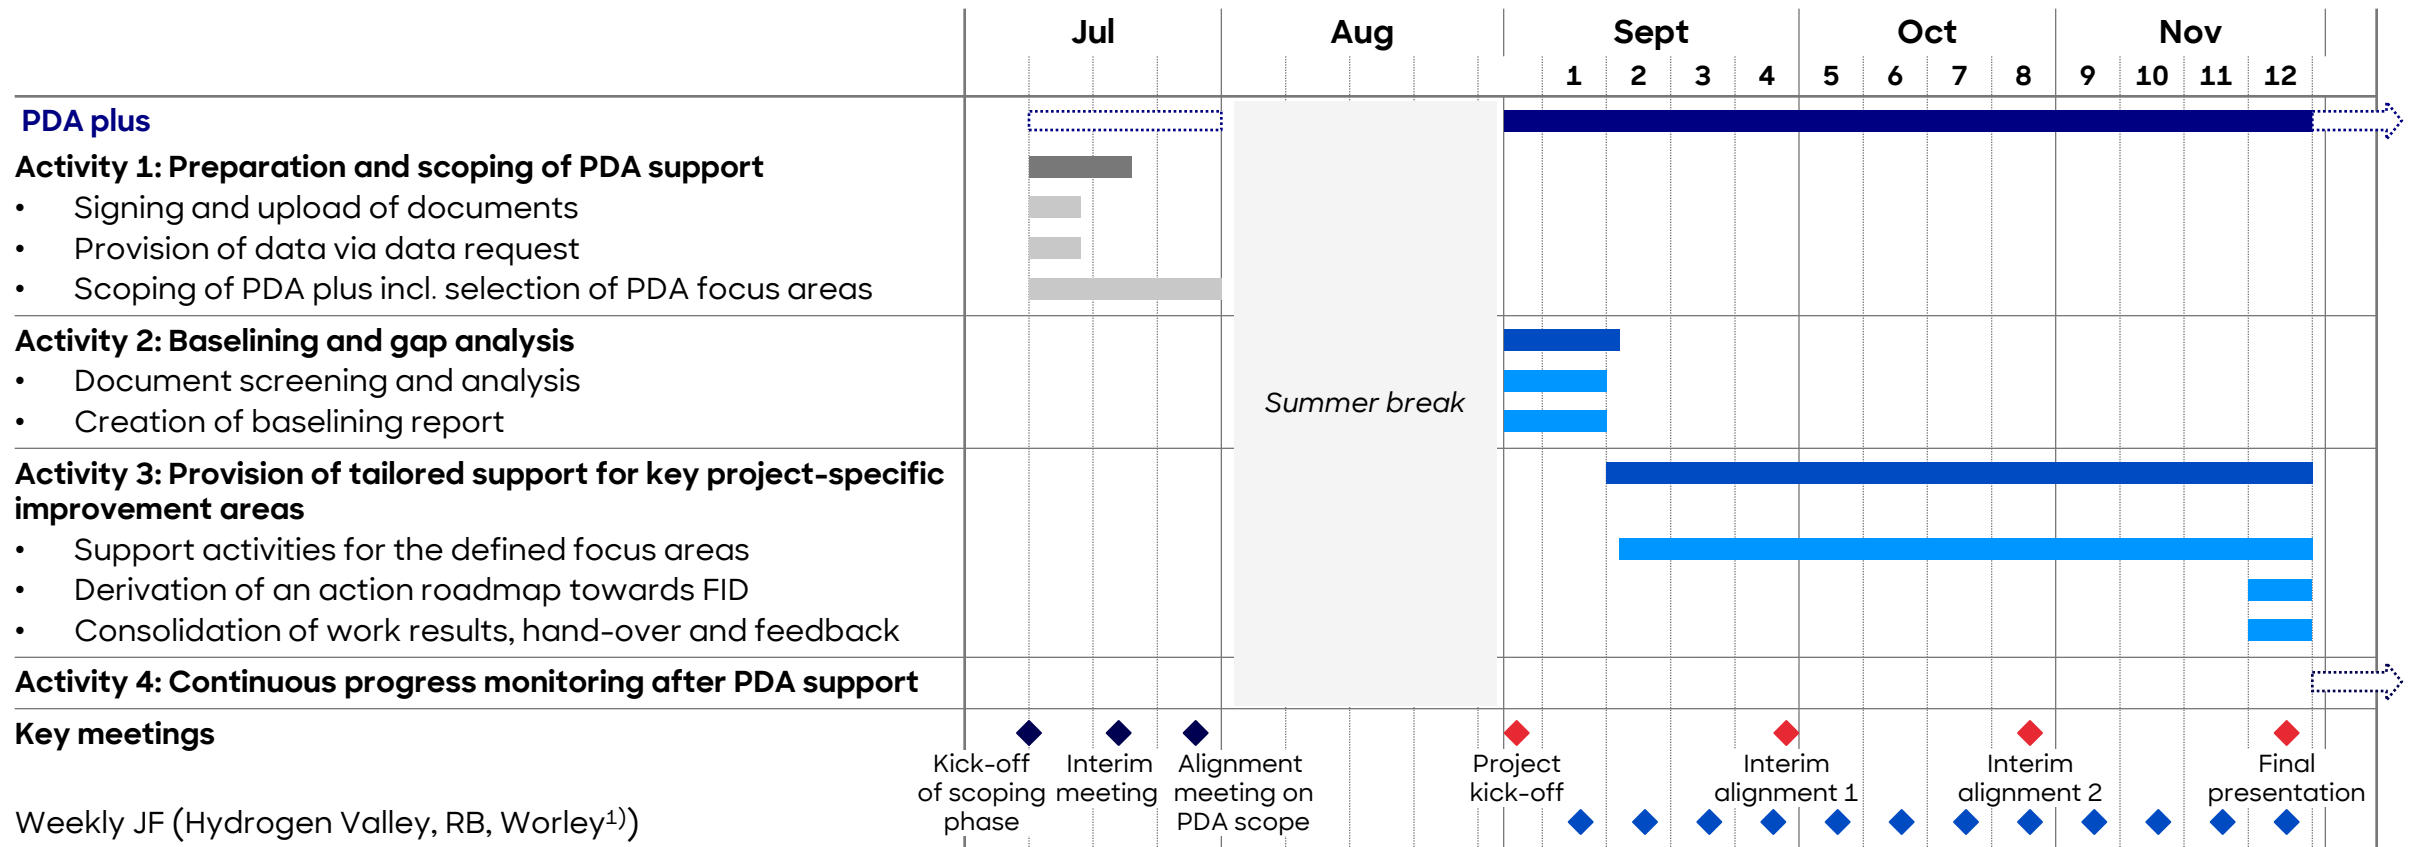 Jul Aug Sept Oct Nov
1 2 3 4 5 6 7 8 9 10 11 12
PDA plus
Activity 1: Preparation and scoping of PDA support
• Signing and upload of documents
• Provision of data via data request
• Scoping of PDA plus incl. selection of PDA focus areas
Activity 2: Baselining and gap analysis
• Document screening and analysis
• Creation of baselining report
Summer break
Activity 3: Provision of tailored support for key project-specific
improvement areas
• Support activities for the defined focus areas
• Derivation of an action roadmap towards FID
• Consolidation of work results, hand-over and feedback
Activity 4: Continuous progress monitoring after PDA support
Key meetings
Kick-off
of scoping
phase
Interim
meeting
Alignment
meeting on
PDA scope
Project
kick-off
Interim
alignment 1
Interim
alignment 2
Final
presentation
Weekly JF (Hydrogen Valley, RB, Worley¹⁾)